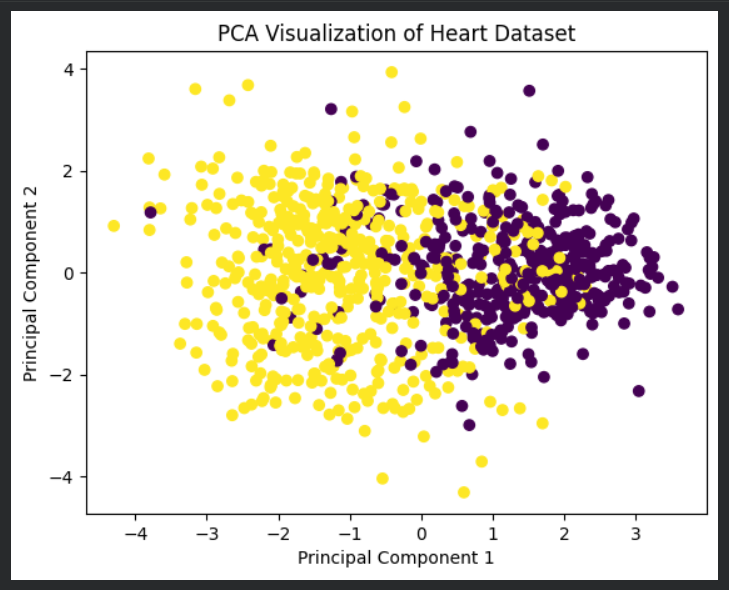 PCA Visualization of Heart Dataset
4
2
0
−2
−4
Principal Component 2
−4 −3 −2 −1 0 1 2 3
Principal Component 1